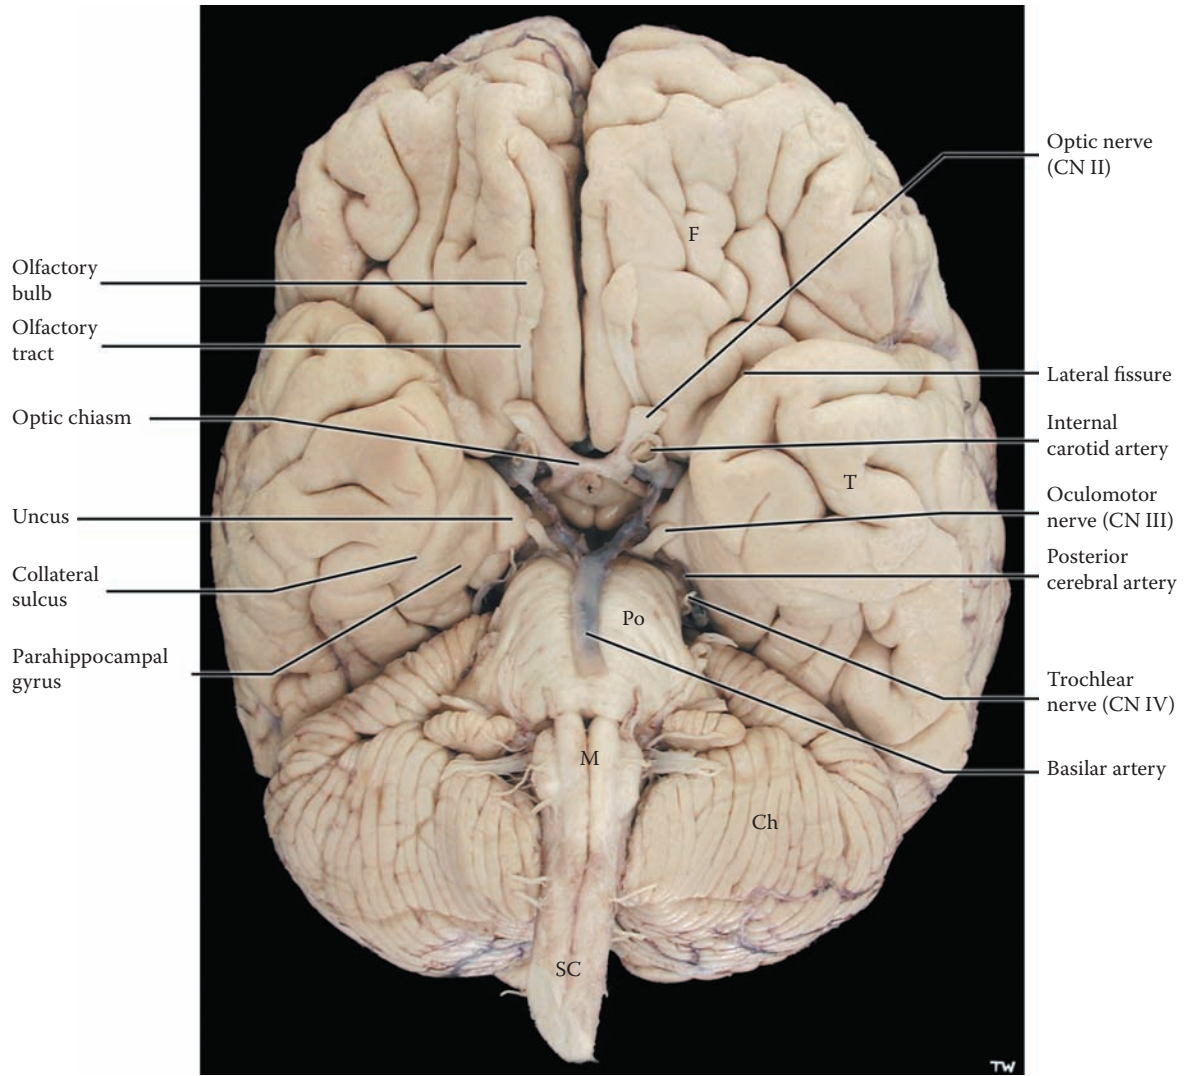 Optic nerve
(CN II)
F
Olfactory
bulb
Olfactory
tract
Lateral fissure
Optic chiasm
Internal
carotid artery
T
Uncus
Oculomotor
nerve (CN III)
Collateral
sulcus
Posterior
cerebral artery
Po
Parahippocampal
gyrus
Trochlear
nerve (CN IV)
M
Basilar artery
Ch
SC
TW